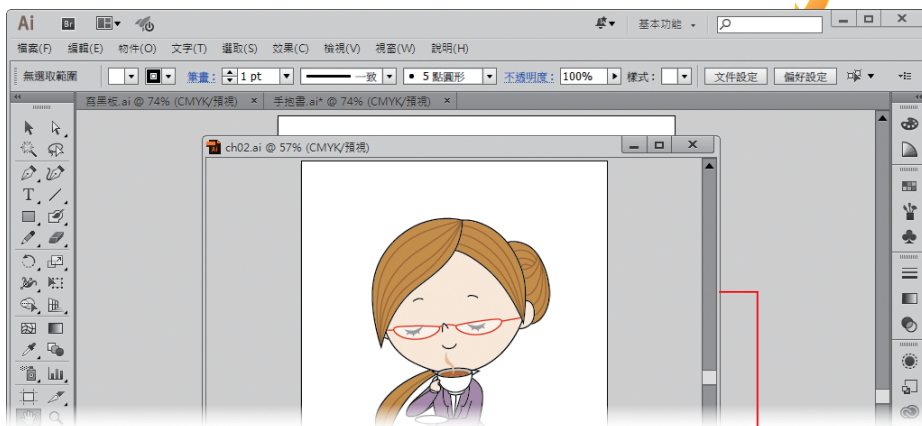 Ai Br 基本功能
檔案(F) 編輯(E) 物件(O) 文字(T) 選取(S) 效果(C) 檢視(V) 視窗(W) 說明(H)
無選取範圍 筆畫: 1 pt 一致 5 點圓形 不透明度: 100% 樣式: 文件設定 偏好設定
窩黑板.ai @ 74% (CMYK/預視) × 手抱書.ai* @ 74% (CMYK/預視) ×
ch02.ai @ 57% (CMYK/預視)